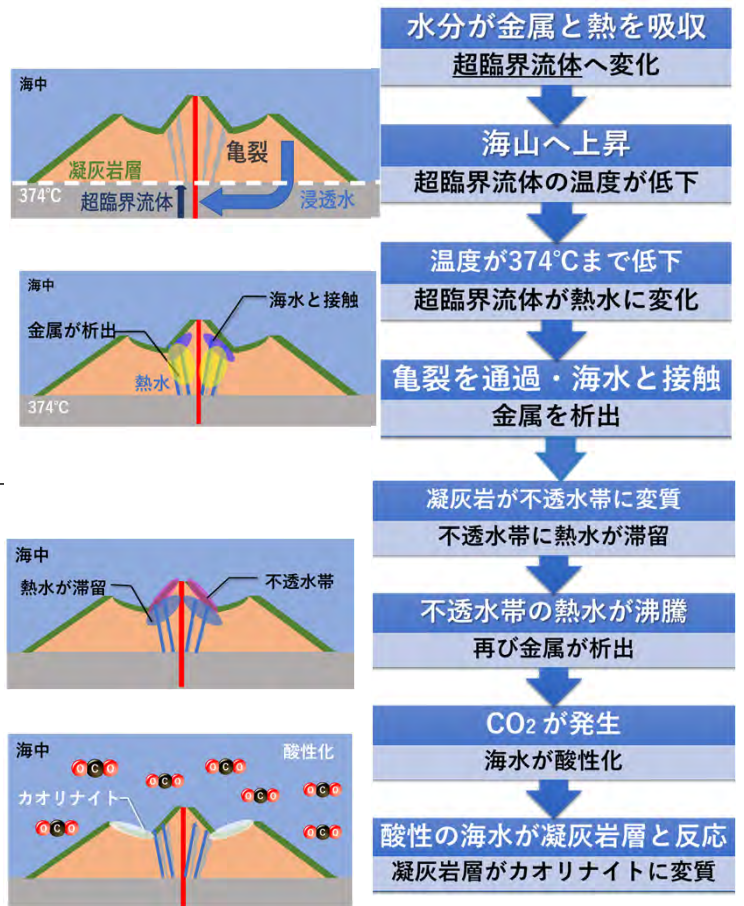 水分が金属と熱を吸収
超臨界流体へ変化
海山へ上昇
超臨界流体の温度が低下
温度が374℃まで低下
超臨界流体が熱水に変化
亀裂を通過・海水と接触
金属を析出
凝灰岩が不透水帯に変質
不透水帯に熱水が滞留
不透水帯の熱水が沸騰
再び金属が析出
CO₂が発生
海水が酸性化
酸性の海水が凝灰岩層と反応
凝灰岩層がカオリナイトに変質
海中
亀裂
凝灰岩層
374℃
超臨界流体
浸透水
海中
海水と接触
金属が析出
熱水
374℃
海中
熱水が滞留
不透水帯
海中
酸性化
O C O
O C O
O C O
O C O
O C O
カオリナイト
O C O
O C O